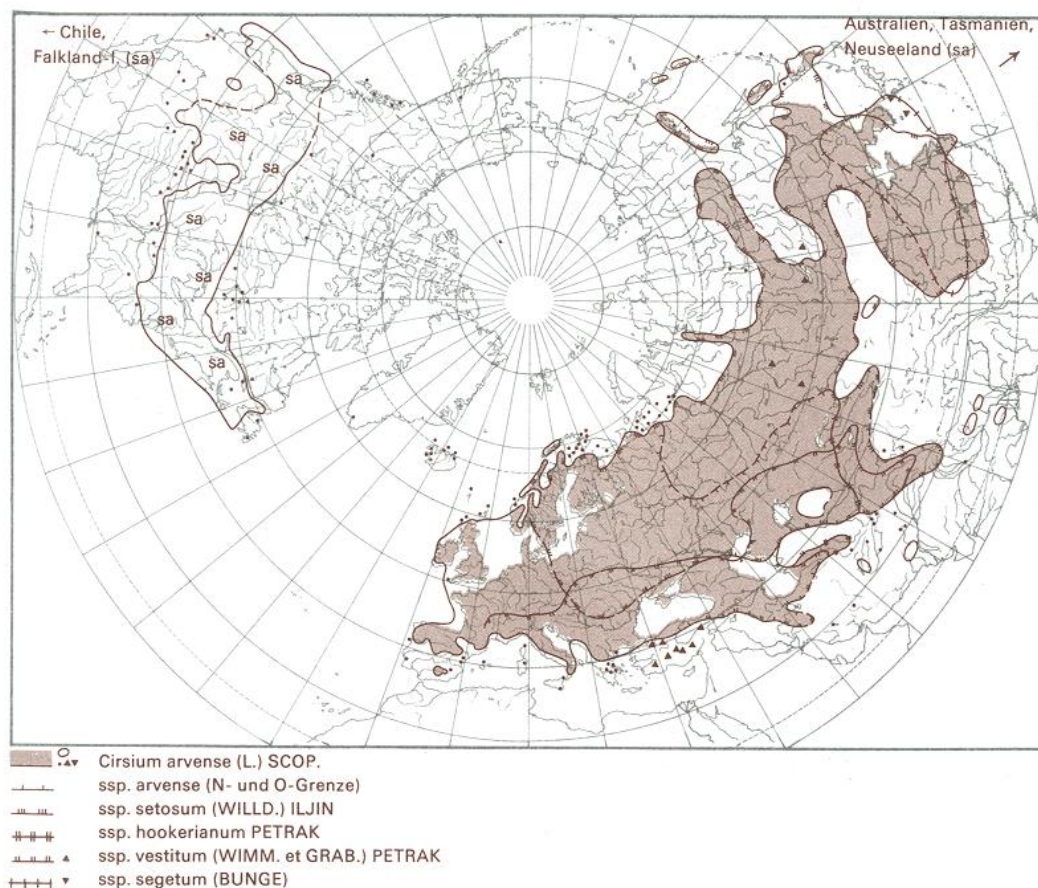 ← Chile,
Falkland-I. (sa)
Australien, Tasmanien,
Neuseeland (sa)
sa
sa
sa
sa
sa
sa
sa
Cirsium arvense (L.) SCOP.
ssp. arvense (N- und O-Grenze)
ssp. setosum (WILLD.) ILJIN
ssp. hookerianum PETRAK
ssp. vestitum (WIMM. et GRAB.) PETRAK
ssp. segetum (BUNGE)